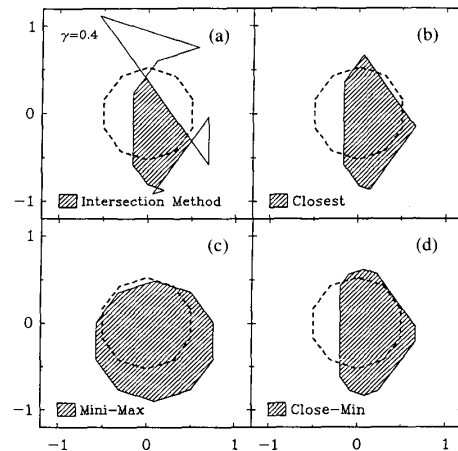 (a)
γ=0.4
Intersection Method
(b)
Closest
(c)
Mini-Max
(d)
Close-Min
1
0
−1
1
0
−1
−1
0
1
−1
0
1